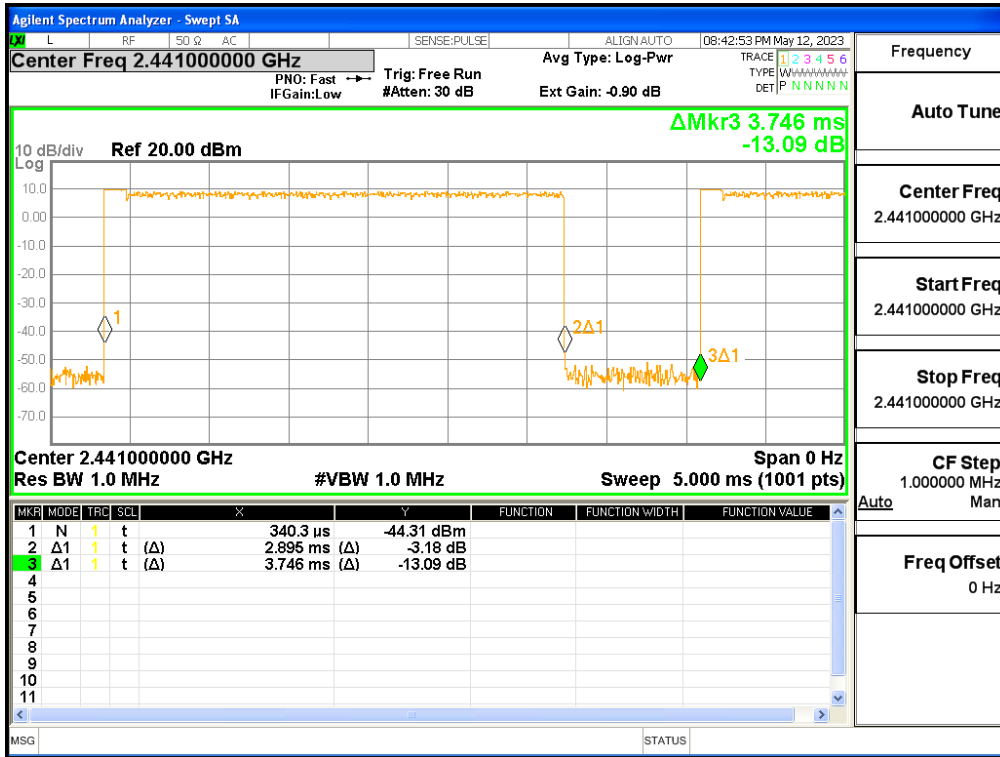 Agilent Spectrum Analyzer - Swept SA
LXI L RF 50 Ω AC SENSE:PULSE ALIGN AUTO 08:42:53 PM May 12, 2023
Center Freq 2.441000000 GHz
PNO: Fast
IFGain:Low
Trig: Free Run
#Atten: 30 dB
Avg Type: Log-Pwr
Ext Gain: -0.90 dB
TRACE 1 2 3 4 5 6
TYPE W
DET P N N N N N
ΔMkr3 3.746 ms
-13.09 dB
10 dB/div Ref 20.00 dBm
Log
10.0
0.00
-10.0
-20.0
-30.0
-40.0
-50.0
-60.0
-70.0
1
2Δ1
3Δ1
Center 2.441000000 GHz Span 0 Hz
Res BW 1.0 MHz #VBW 1.0 MHz Sweep 5.000 ms (1001 pts)
MKR MODE TRC SCL X Y FUNCTION FUNCTION WIDTH FUNCTION VALUE
1 N 1 t 340.3 us -44.31 dBm
2 Δ1 1 t (Δ) 2.895 ms (Δ) -3.18 dB
3 Δ1 1 t (Δ) 3.746 ms (Δ) -13.09 dB
4
5
6
7
8
9
10
11
MSG STATUS
Frequency
Auto Tune
Center Freq
2.441000000 GHz
Start Freq
2.441000000 GHz
Stop Freq
2.441000000 GHz
CF Step
1.000000 MHz
Auto Man
Freq Offset
0 Hz